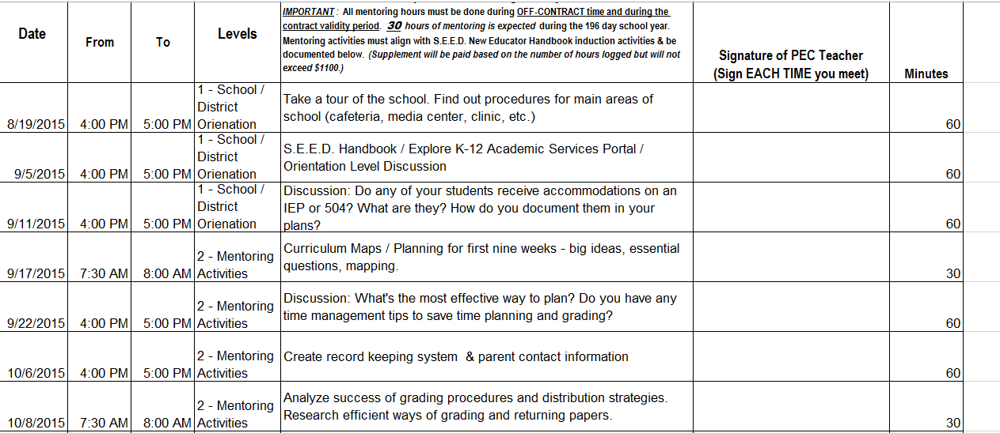 IMPORTANT : All mentoring hours must be done during OFF-CONTRACT time and during the
contract validity period. 30 hours of mentoring is expected during the 196 day school year.
Mentoring activities must align with S.E.E.D. New Educator Handbook induction activities & be
documented below. (Supplement will be paid based on the number of hours logged but will not
exceed $1100.)
Date From To Levels
Signature of PEC Teacher
(Sign EACH TIME you meet)
Minutes
1 - School /
District
8/19/2015 4:00 PM 5:00 PM Orienation
Take a tour of the school. Find out procedures for main areas of
school (cafeteria, media center, clinic, etc.)
60
1 - School /
District
9/5/2015 4:00 PM 5:00 PM Orienation
S.E.E.D. Handbook / Explore K-12 Academic Services Portal /
Orientation Level Discussion
60
1 - School /
District
9/11/2015 4:00 PM 5:00 PM Orienation
Discussion: Do any of your students receive accommodations on an
IEP or 504? What are they? How do you document them in your
plans?
60
2 - Mentoring
9/17/2015 7:30 AM 8:00 AM Activities
Curriculum Maps / Planning for first nine weeks - big ideas, essential
questions, mapping.
30
2 - Mentoring
9/22/2015 4:00 PM 5:00 PM Activities
Discussion: What's the most effective way to plan? Do you have any
time management tips to save time planning and grading?
60
2 - Mentoring
10/6/2015 4:00 PM 5:00 PM Activities
Create record keeping system & parent contact information
60
2 - Mentoring
10/8/2015 7:30 AM 8:00 AM Activities
Analyze success of grading procedures and distribution strategies.
Research efficient ways of grading and returning papers.
30